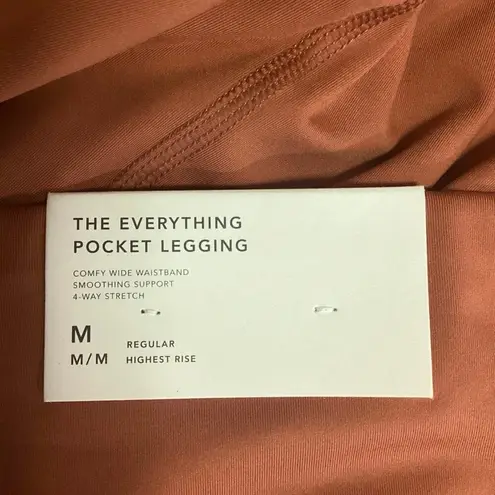 THE EVERYTHING
POCKET LEGGING
COMFY WIDE WAISTBAND
SMOOTHING SUPPORT
4-WAY STRETCH
M
M/M
REGULAR
HIGHEST RISE